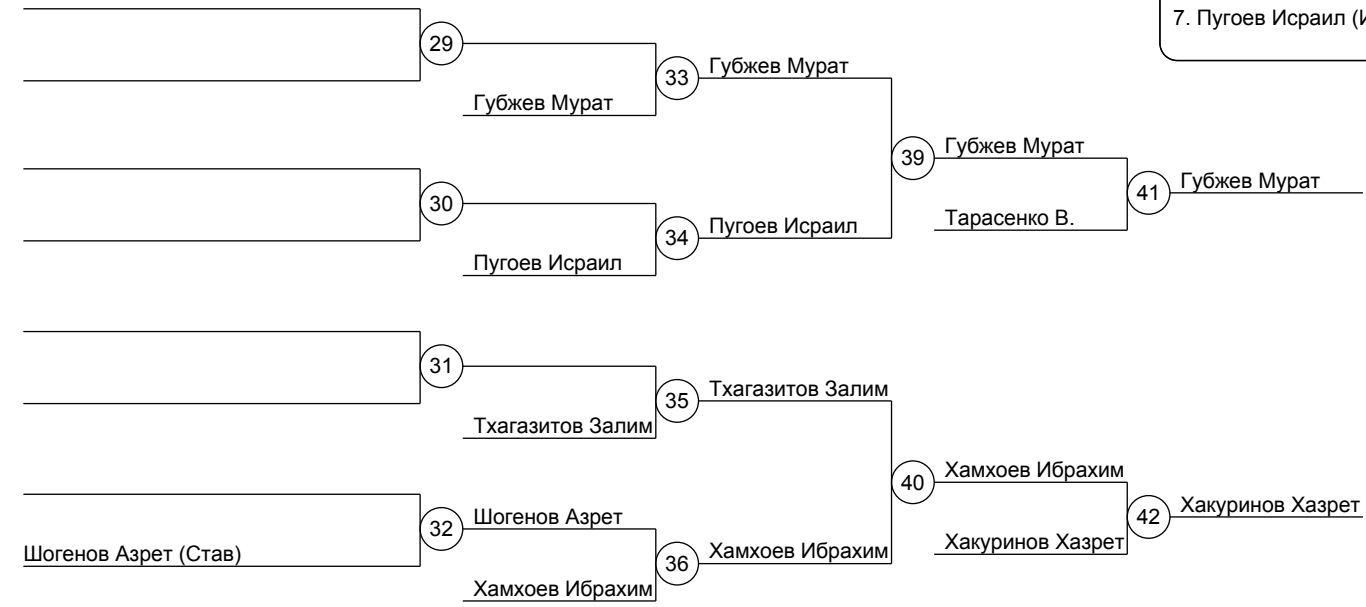 7. Пугоев Исраил (И
29
33
Губжев Мурат
Губжев Мурат
39
Губжев Мурат
41
Губжев Мурат
30
34
Пугоев Исраил
Тарасенко В.
Пугоев Исраил
31
35
Тхагазитов Залим
Тхагазитов Залим
40
Хамхоев Ибрахим
42
Хакуринов Хазрет
32
Шогенов Азрет
Хакуринов Хазрет
Шогенов Азрет (Став)
36
Хамхоев Ибрахим
Хамхоев Ибрахим